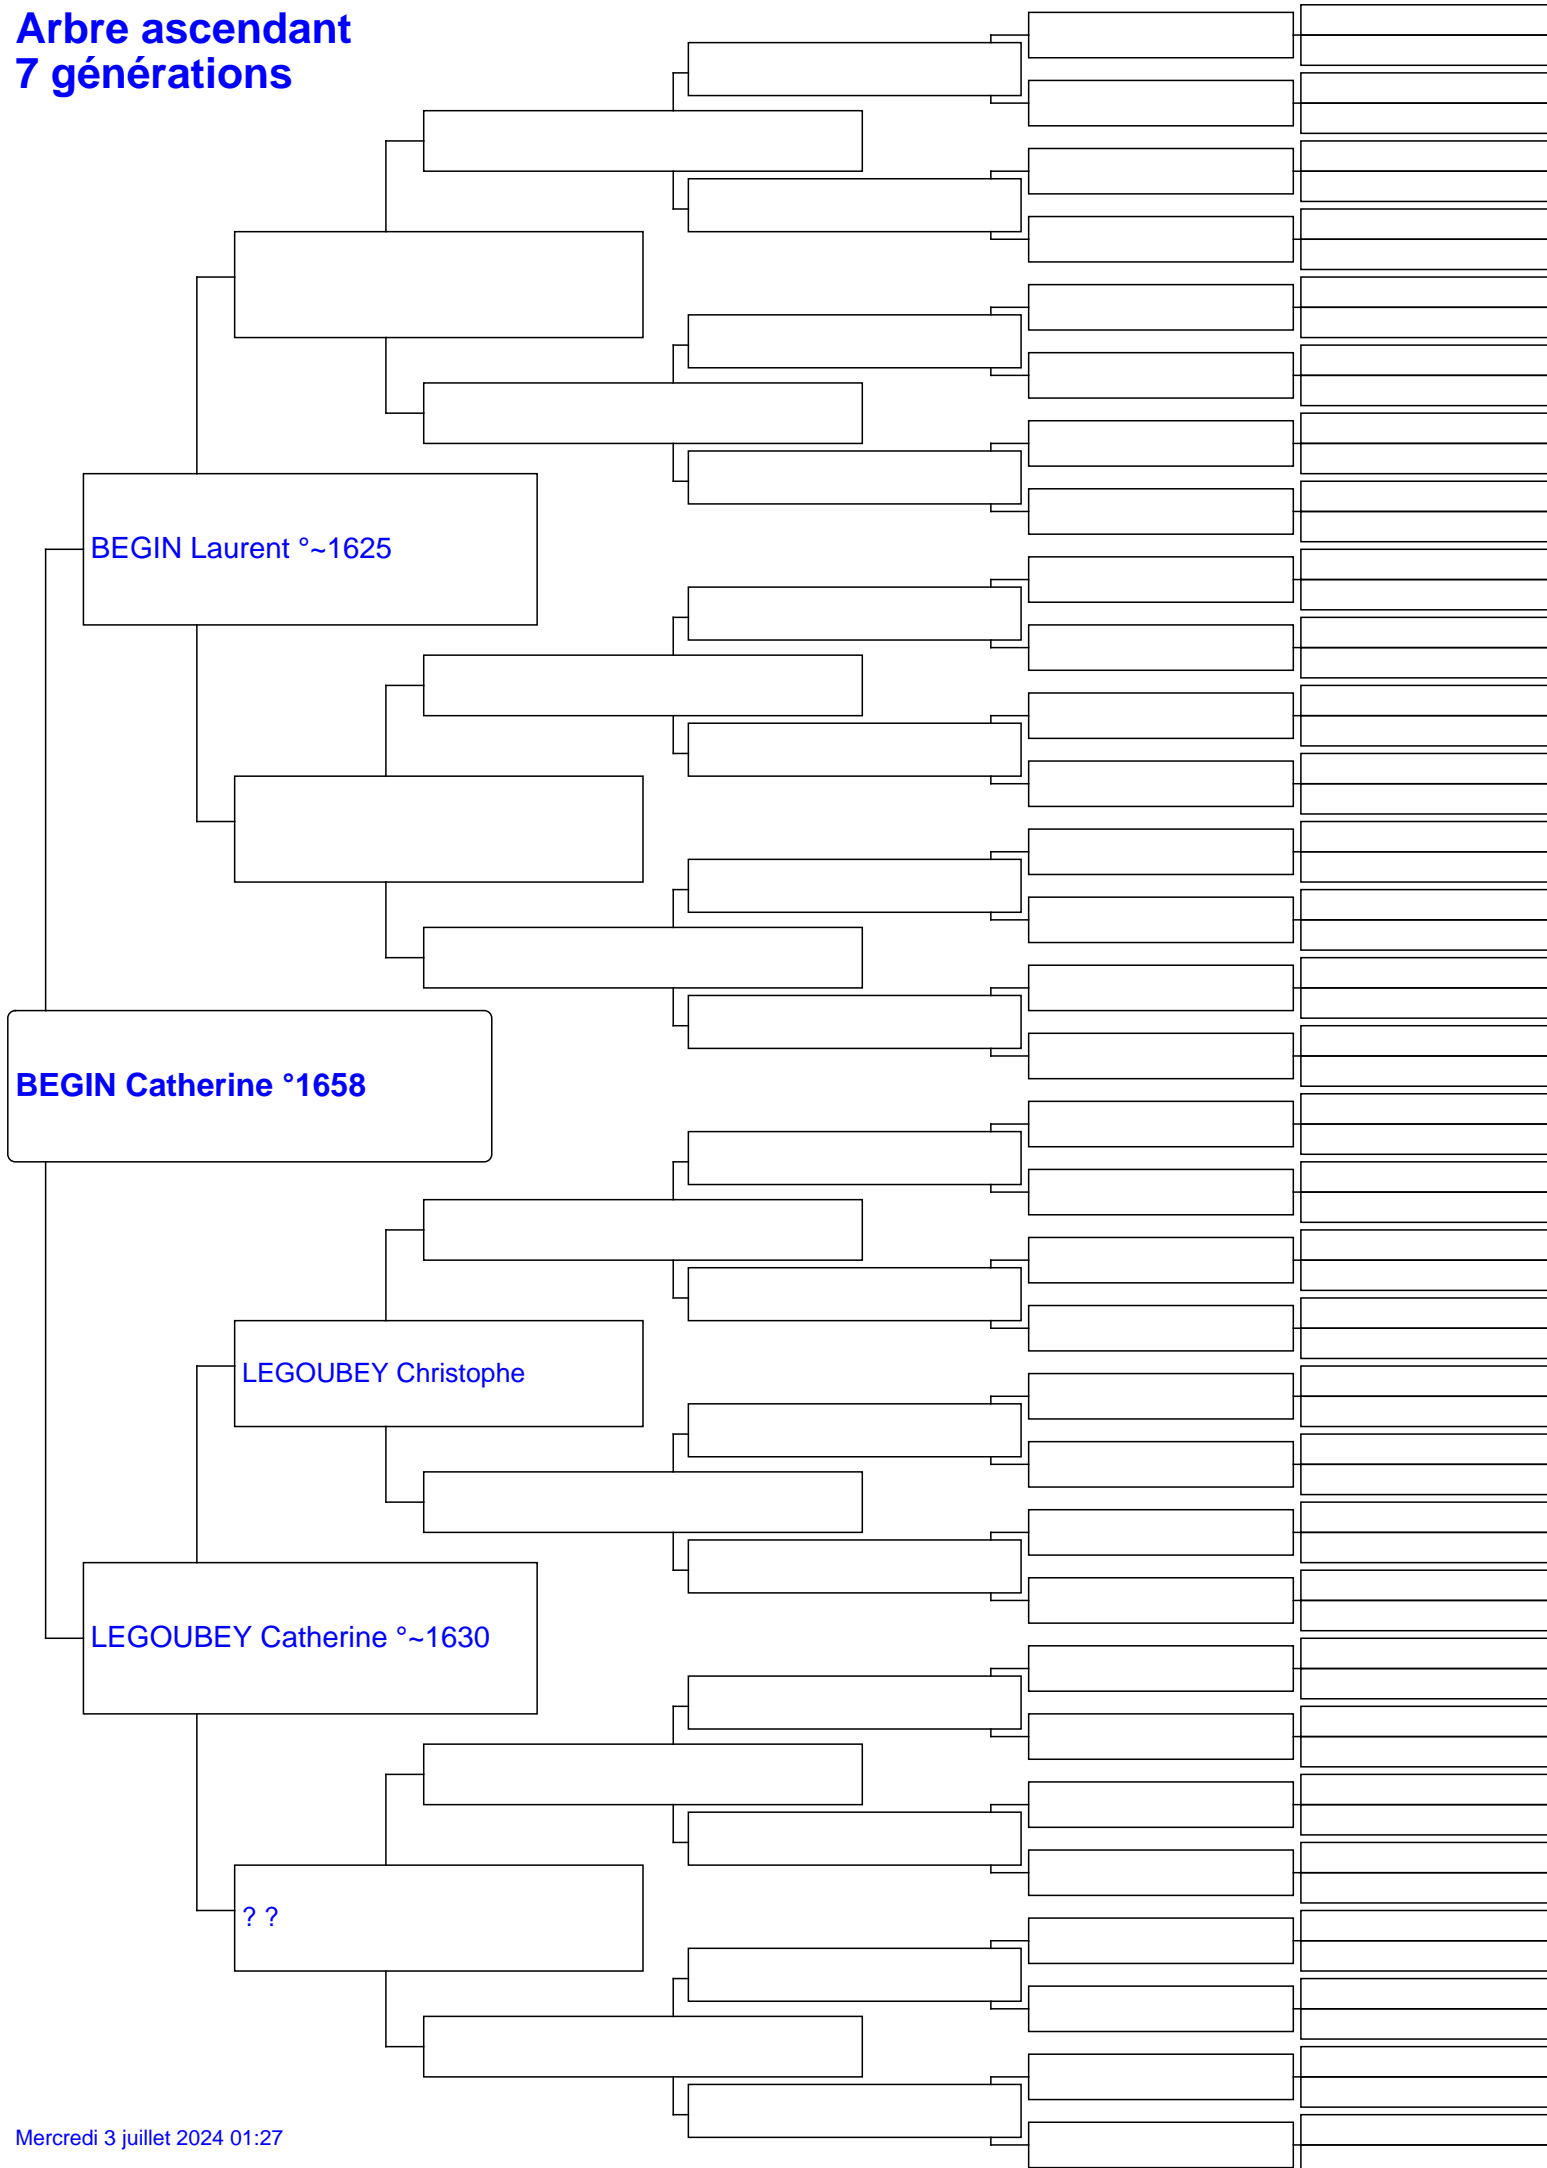 Arbre ascendant
7 générations
BEGIN Laurent °~1625
BEGIN Catherine °1658
LEGOUBEY Christophe
LEGOUBEY Catherine °~1630
? ?
Mercredi 3 juillet 2024 01:27